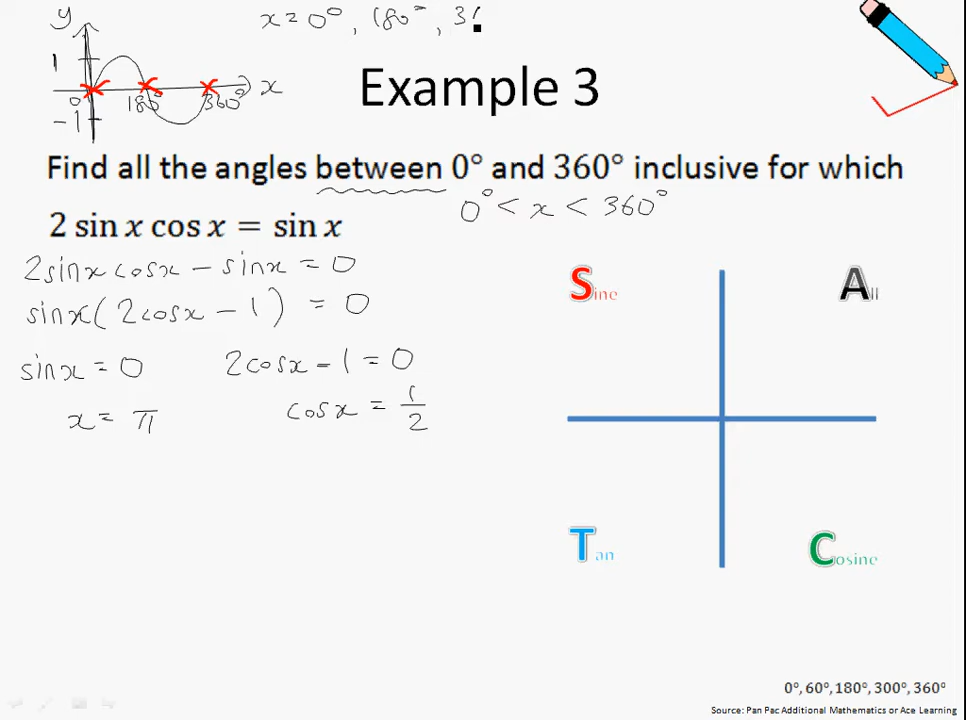 y
x = 0°, 180°, 3
1
0 180° 360° x
-1
Example 3
Find all the angles between 0° and 360° inclusive for which
0° < x < 360°
2 sin x cos x = sin x
2sinx cosx - sinx = 0
sinx(2cosx - 1) = 0
sinx = 0 2cosx - 1 = 0
x = π cosx = 1/2
Sine All
Tan Cosine
0°, 60°, 180°, 300°, 360°
Source: Pan Pac Additional Mathematics or Ace Learning